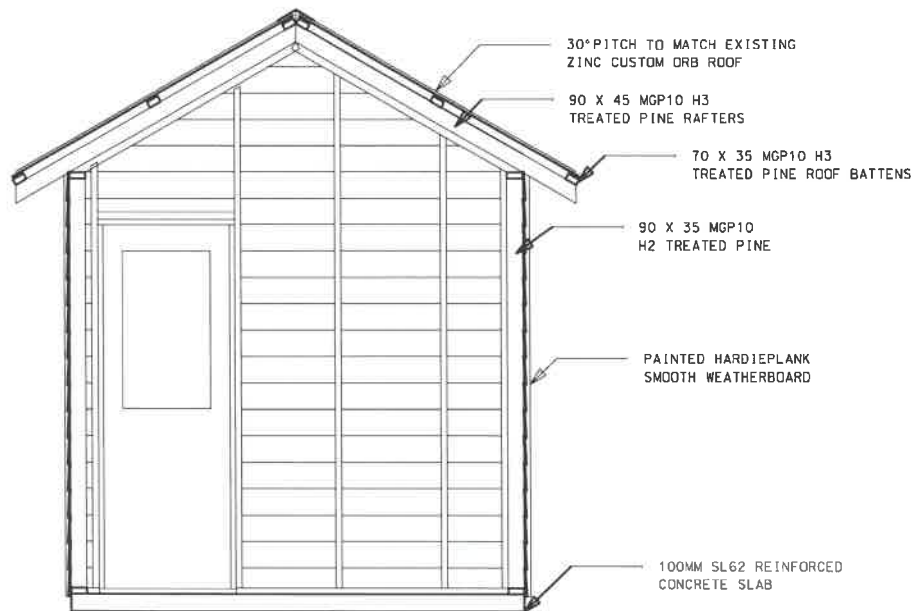 30° PITCH TO MATCH EXISTING
ZINC CUSTOM ORB ROOF
90 X 45 MGP10 H3
TREATED PINE RAFTERS
70 X 35 MGP10 H3
TREATED PINE ROOF BATTENS
90 X 35 MGP10
H2 TREATED PINE
PAINTED HARDIEPLANK
SMOOTH WEATHERBOARD
100MM SL62 REINFORCED
CONCRETE SLAB